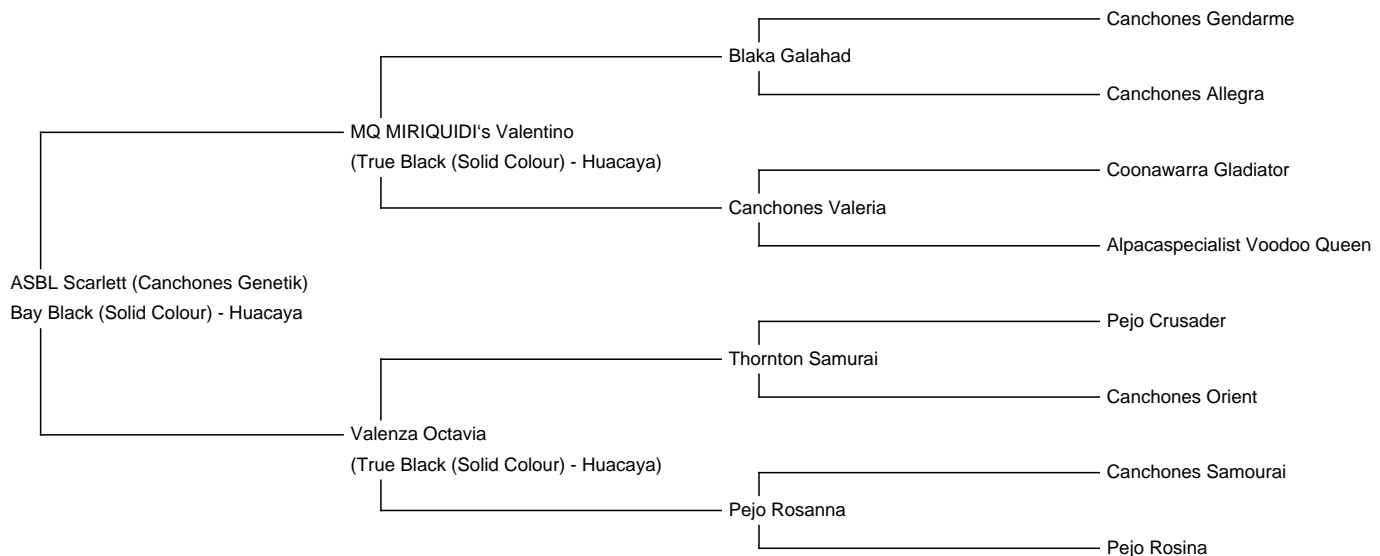 Canchones Gendarme
Blaka Galahad
Canchones Allegra
MQ MIRIQUIDI‘s Valentino
(True Black (Solid Colour) - Huacaya)
Coonawarra Gladiator
Canchones Valeria
Alpacaspecialist Voodoo Queen
ASBL Scarlett (Canchones Genetik)
Bay Black (Solid Colour) - Huacaya
Pejo Crusader
Thornton Samurai
Canchones Orient
Valenza Octavia
(True Black (Solid Colour) - Huacaya)
Canchones Samourai
Pejo Rosanna
Pejo Rosina